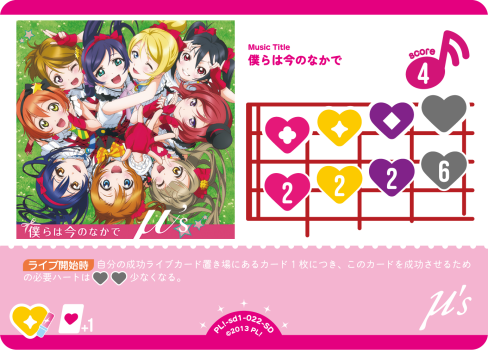 Music Title
僕らは今のなかで
score
4
2 2 2 6
僕らは今のなかで μ's
ライブ開始時 自分の成功ライブカード置き場にあるカード1枚につき、このカードを成功させるため
の必要ハートは 少なくなる。
+1
PL!-sd1-022-SD
©2013 PL!
μ's